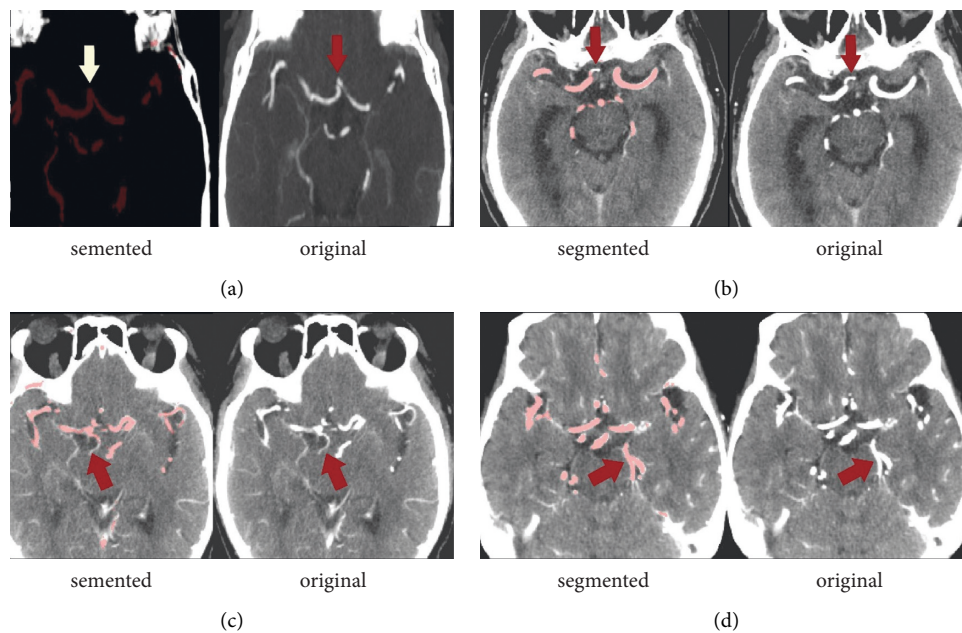 semented original
(a)
segmented original
(b)
semented original
(c)
segmented original
(d)